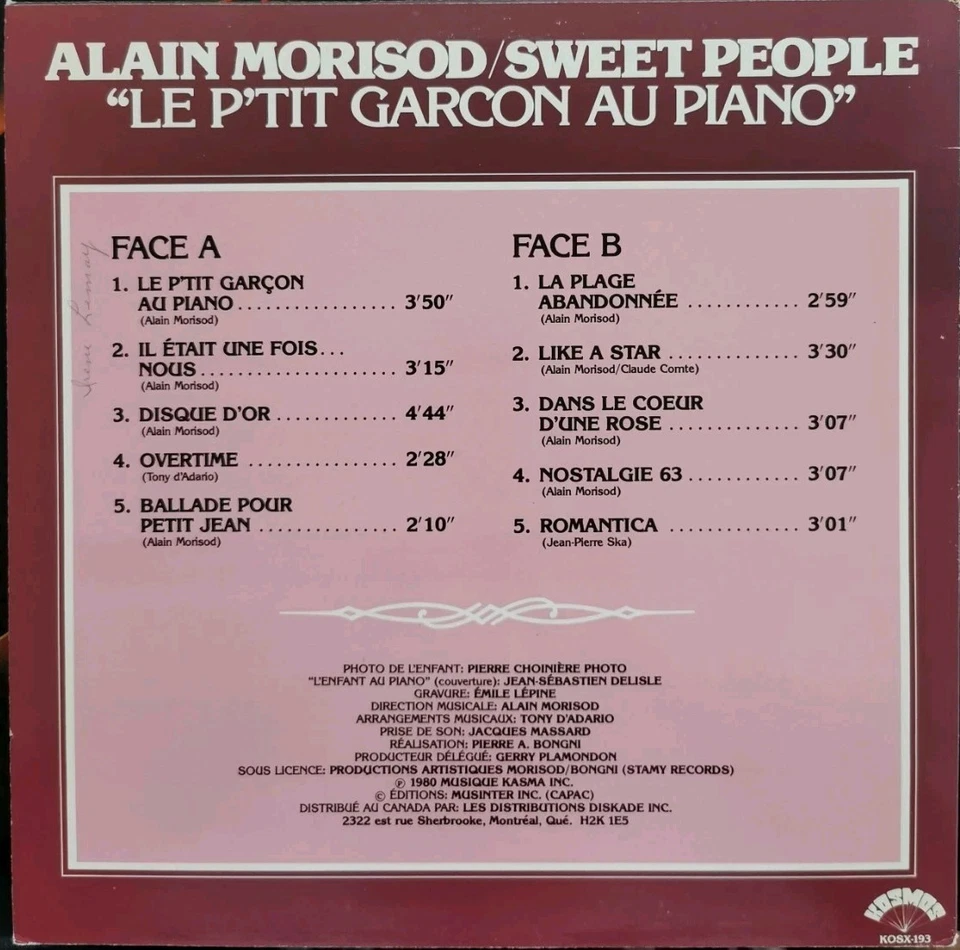 ALAIN MORISOD/SWEET PEOPLE
"LE P'TIT GARCON AU PIANO"
FACE A
1. LE P'TIT GARÇON
AU PIANO ................. 3'50"
(Alain Morisod)
2. IL ÉTAIT UNE FOIS...
NOUS..................... 3'15"
(Alain Morisod)
3. DISQUE D'OR ............. 4'44"
(Alain Morisod)
4. OVERTIME ................ 2'28"
(Tony d'Adario)
5. BALLADE POUR
PETIT JEAN ............... 2'10"
(Alain Morisod)
FACE B
1. LA PLAGE
ABANDONNÉE ............ 2'59"
(Alain Morisod)
2. LIKE A STAR .............. 3'30"
(Alain Morisod/Claude Comte)
3. DANS LE COEUR
D'UNE ROSE .............. 3'07"
(Alain Morisod)
4. NOSTALGIE 63 ............ 3'07"
(Alain Morisod)
5. ROMANTICA .............. 3'01"
(Jean-Pierre Ska)
PHOTO DE L'ENFANT: PIERRE CHOINIÈRE PHOTO
"L'ENFANT AU PIANO" (couverture): JEAN-SÉBASTIEN DELISLE
GRAVURE: ÉMILE LÉPINE
DIRECTION MUSICALE: ALAIN MORISOD
ARRANGEMENTS MUSICAUX: TONY D'ADARIO
PRISE DE SON: JACQUES MASSARD
RÉALISATION: PIERRE A. BONGNI
PRODUCTEUR DÉLÉGUÉ: GERRY PLAMONDON
SOUS LICENCE: PRODUCTIONS ARTISTIQUES MORISOD/BONGNI (STAMY RECORDS)
℗ 1980 MUSIQUE KASMA INC.
© ÉDITIONS: MUSINTER INC. (CAPAC)
DISTRIBUÉ AU CANADA PAR: LES DISTRIBUTIONS DISKADE INC.
2322 est rue Sherbrooke, Montréal, Qué. H2K 1E5
KOSMOS
KOSX-193